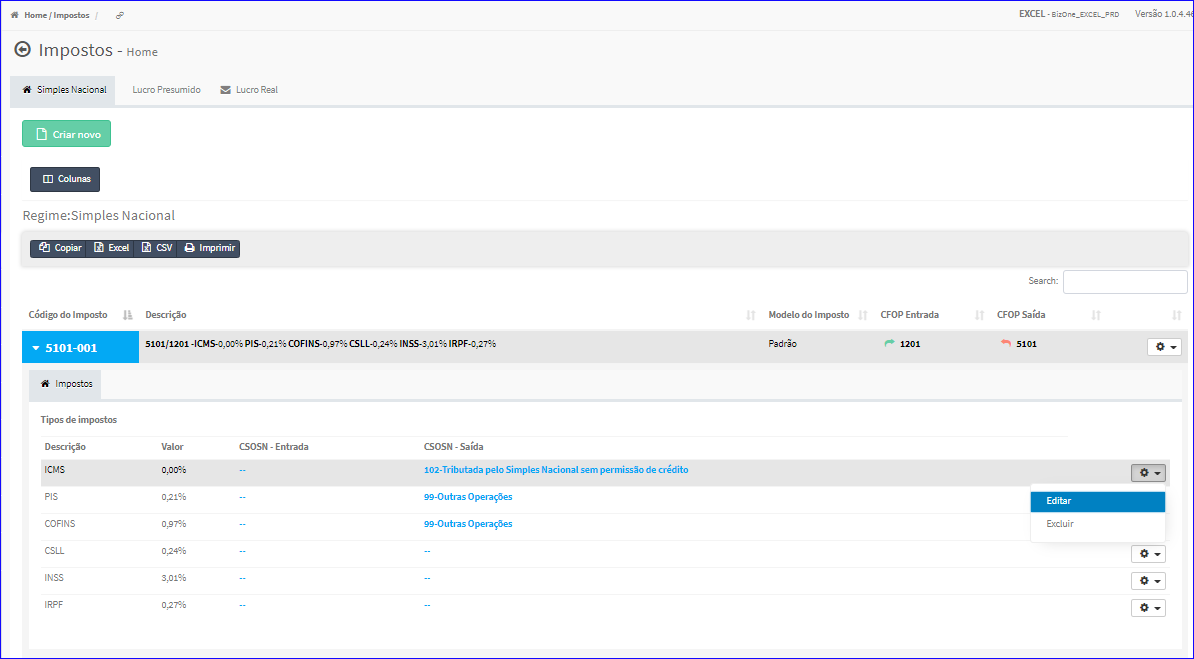 Home / Impostos /
EXCEL - BizOne_EXCEL_PRD Versão 1.0.4.46
Impostos - Home
Simples Nacional Lucro Presumido Lucro Real
Criar novo
Colunas
Regime:Simples Nacional
Copiar Excel CSV Imprimir
Search:
Código do Imposto Descrição Modelo do Imposto CFOP Entrada CFOP Saída
5101-001 5101/1201 -ICMS-0,00% PIS-0,21% COFINS-0,97% CSLL-0,24% INSS-3,01% IRPF-0,27% Padrão 1201 5101
Impostos
Tipos de impostos
Descrição Valor CSOSN - Entrada CSOSN - Saída
ICMS 0,00% -- 102-Tributada pelo Simples Nacional sem permissão de crédito
PIS 0,21% -- 99-Outras Operações
Editar
COFINS 0,97% -- 99-Outras Operações
Excluir
CSLL 0,24% -- --
INSS 3,01% -- --
IRPF 0,27% -- --